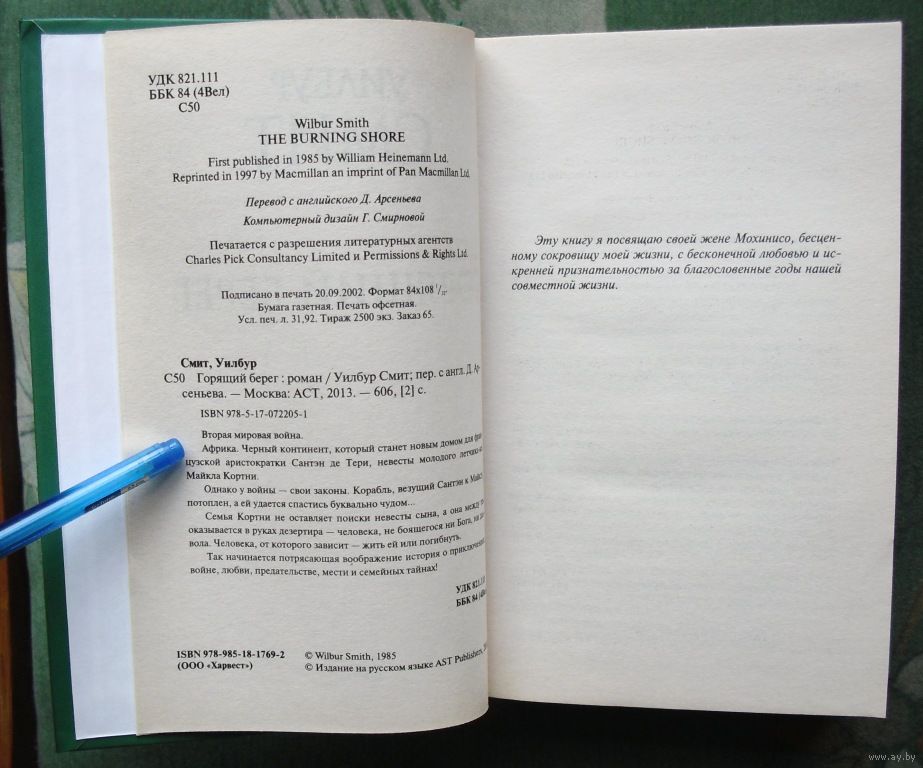 УДК 821.111
ББК 84 (4Вел)
С50
Wilbur Smith
THE BURNING SHORE
First published in 1985 by William Heinemann Ltd.
Reprinted in 1997 by Macmillan an imprint of Pan Macmillan Ltd.
Перевод с английского Д. Арсеньева
Компьютерный дизайн Г. Смирновой
Печатается с разрешения литературных агентств
Charles Pick Consultancy Limited и Permissions & Rights Ltd.
Подписано в печать 20.09.2002. Формат 84x108 1/32.
Бумага газетная. Печать офсетная.
Усл. печ. л. 31,92. Тираж 2500 экз. Заказ 65.
Смит, Уилбур
С50 Горящий берег : роман / Уилбур Смит; пер. с англ. Д. Ар-
сеньева. — Москва: АСТ, 2013. — 606, [2] с.
ISBN 978-5-17-072205-1
Вторая мировая война.
Африка. Черный континент, который станет новым домом для
цузской аристократки Сантэн де Тери, невесты молодого
Майкла Кортни.
Однако у войны — свои законы. Корабль, везущий Сантэн к
потоплен, а ей удается спастись буквально чудом...
Семья Кортни не оставляет поиски невесты сына, а она между
оказывается в руках дезертира — человека, не боящегося ни Бога, ни
вола. Человека, от которого зависит — жить ей или погибнуть.
Так начинается потрясающая воображение история о
войне, любви, предательстве, мести и семейных тайнах!
УДК 821.111
ББК 84
ISBN 978-985-18-1769-2
(ООО «Харвест»)
© Wilbur Smith, 1985
© Издание на русском языке AST Publishers,
Эту книгу я посвящаю своей жене Мохинисо, бесцен-
ному сокровищу моей жизни, с бесконечной любовью и ис-
кренней признательностью за благословенные годы нашей
совместной жизни.
www.ay.by